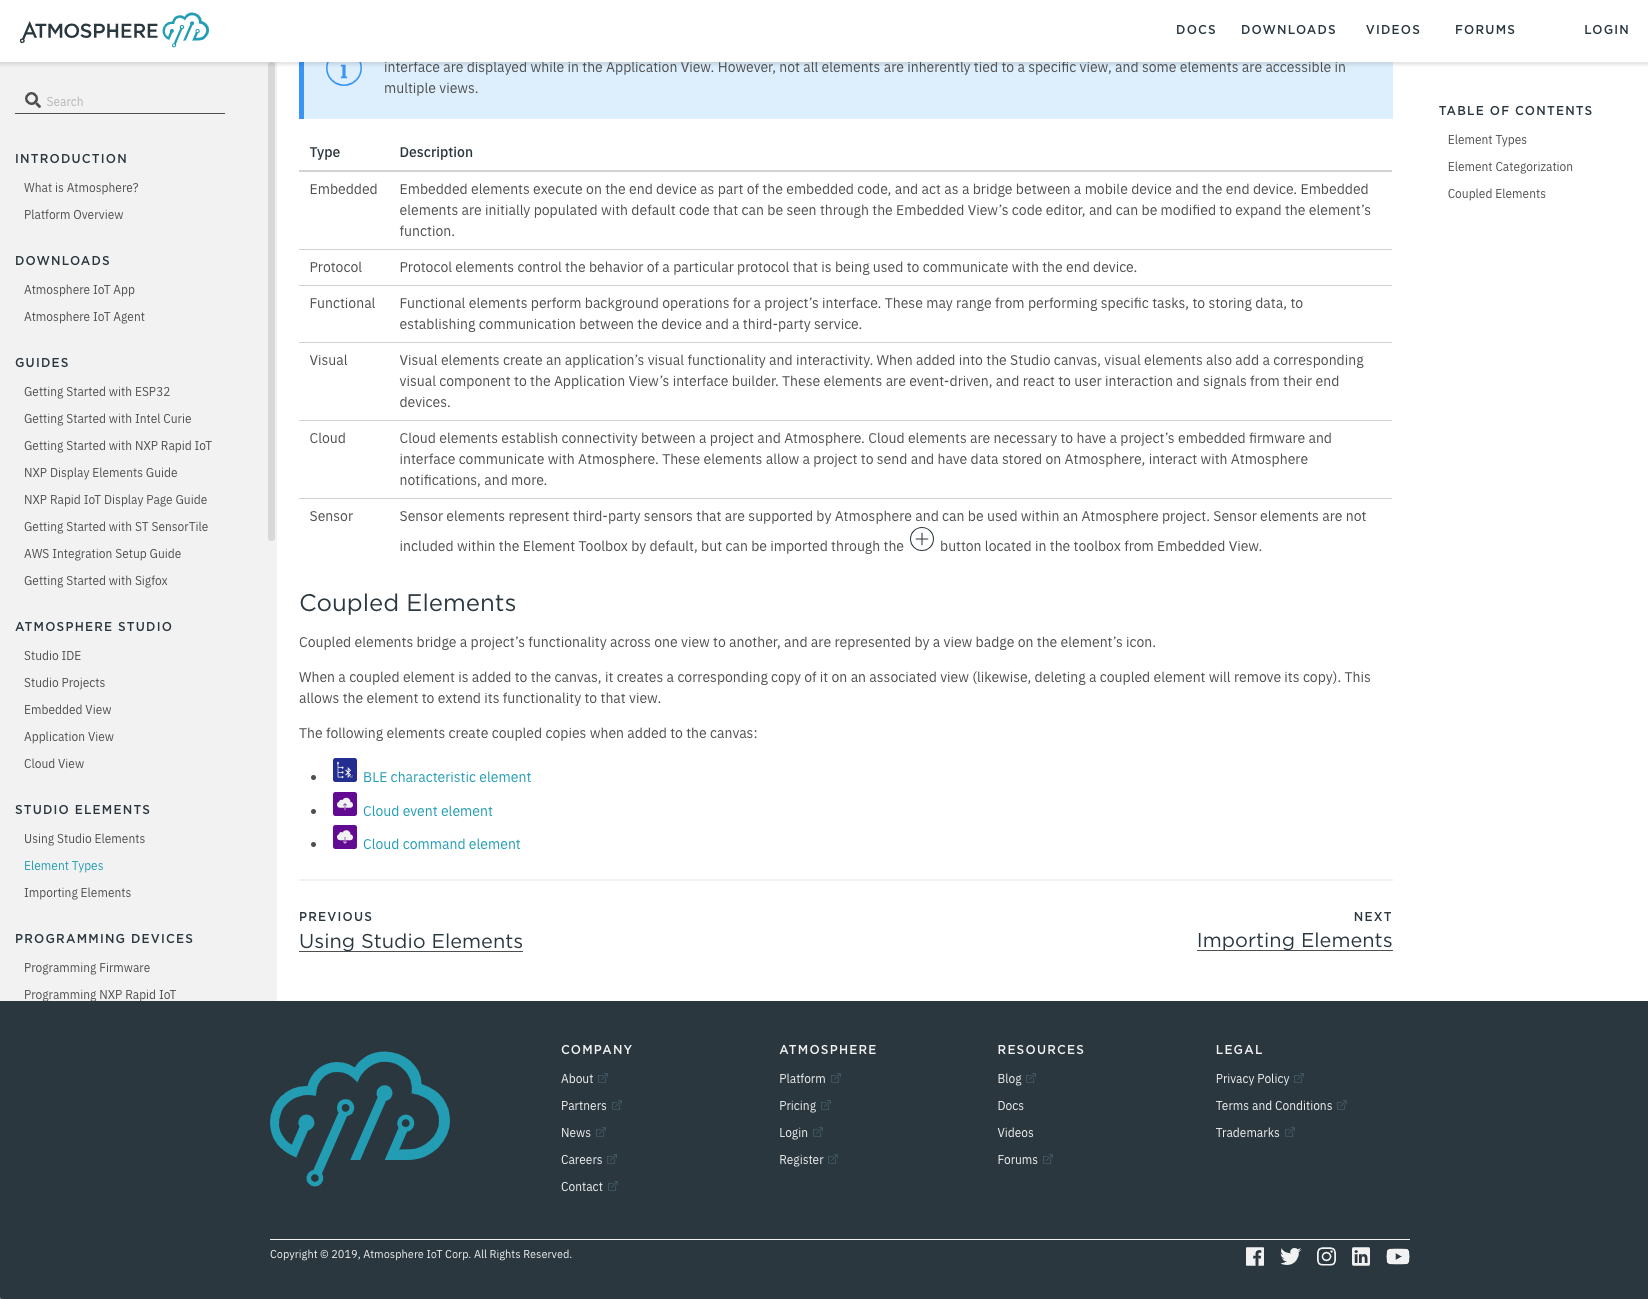 ATMOSPHERE
DOCS
DOWNLOADS
VIDEOS
FORUMS
LOGIN
Search
INTRODUCTION
What is Atmosphere?
Platform Overview
DOWNLOADS
Atmosphere IoT App
Atmosphere IoT Agent
GUIDES
Getting Started with ESP32
Getting Started with Intel Curie
Getting Started with NXP Rapid IoT
NXP Display Elements Guide
NXP Rapid IoT Display Page Guide
Getting Started with ST SensorTile
AWS Integration Setup Guide
Getting Started with Sigfox
ATMOSPHERE STUDIO
Studio IDE
Studio Projects
Embedded View
Application View
Cloud View
STUDIO ELEMENTS
Using Studio Elements
Element Types
Importing Elements
PROGRAMMING DEVICES
Programming Firmware
Programming NXP Rapid IoT
interface are displayed while in the Application View. However, not all elements are inherently tied to a specific view, and some elements are accessible in
multiple views.
Type Description
Embedded Embedded elements execute on the end device as part of the embedded code, and act as a bridge between a mobile device and the end device. Embedded
elements are initially populated with default code that can be seen through the Embedded View’s code editor, and can be modified to expand the element’s
function.
Protocol Protocol elements control the behavior of a particular protocol that is being used to communicate with the end device.
Functional Functional elements perform background operations for a project’s interface. These may range from performing specific tasks, to storing data, to
establishing communication between the device and a third-party service.
Visual Visual elements create an application’s visual functionality and interactivity. When added into the Studio canvas, visual elements also add a corresponding
visual component to the Application View’s interface builder. These elements are event-driven, and react to user interaction and signals from their end
devices.
Cloud Cloud elements establish connectivity between a project and Atmosphere. Cloud elements are necessary to have a project’s embedded firmware and
interface communicate with Atmosphere. These elements allow a project to send and have data stored on Atmosphere, interact with Atmosphere
notifications, and more.
Sensor Sensor elements represent third-party sensors that are supported by Atmosphere and can be used within an Atmosphere project. Sensor elements are not
included within the Element Toolbox by default, but can be imported through the button located in the toolbox from Embedded View.
Coupled Elements
Coupled elements bridge a project’s functionality across one view to another, and are represented by a view badge on the element’s icon.
When a coupled element is added to the canvas, it creates a corresponding copy of it on an associated view (likewise, deleting a coupled element will remove its copy). This
allows the element to extend its functionality to that view.
The following elements create coupled copies when added to the canvas:
• BLE characteristic element
• Cloud event element
• Cloud command element
PREVIOUS
Using Studio Elements
NEXT
Importing Elements
TABLE OF CONTENTS
Element Types
Element Categorization
Coupled Elements
COMPANY
About
Partners
News
Careers
Contact
ATMOSPHERE
Platform
Pricing
Login
Register
RESOURCES
Blog
Docs
Videos
Forums
LEGAL
Privacy Policy
Terms and Conditions
Trademarks
Copyright © 2019, Atmosphere IoT Corp. All Rights Reserved.